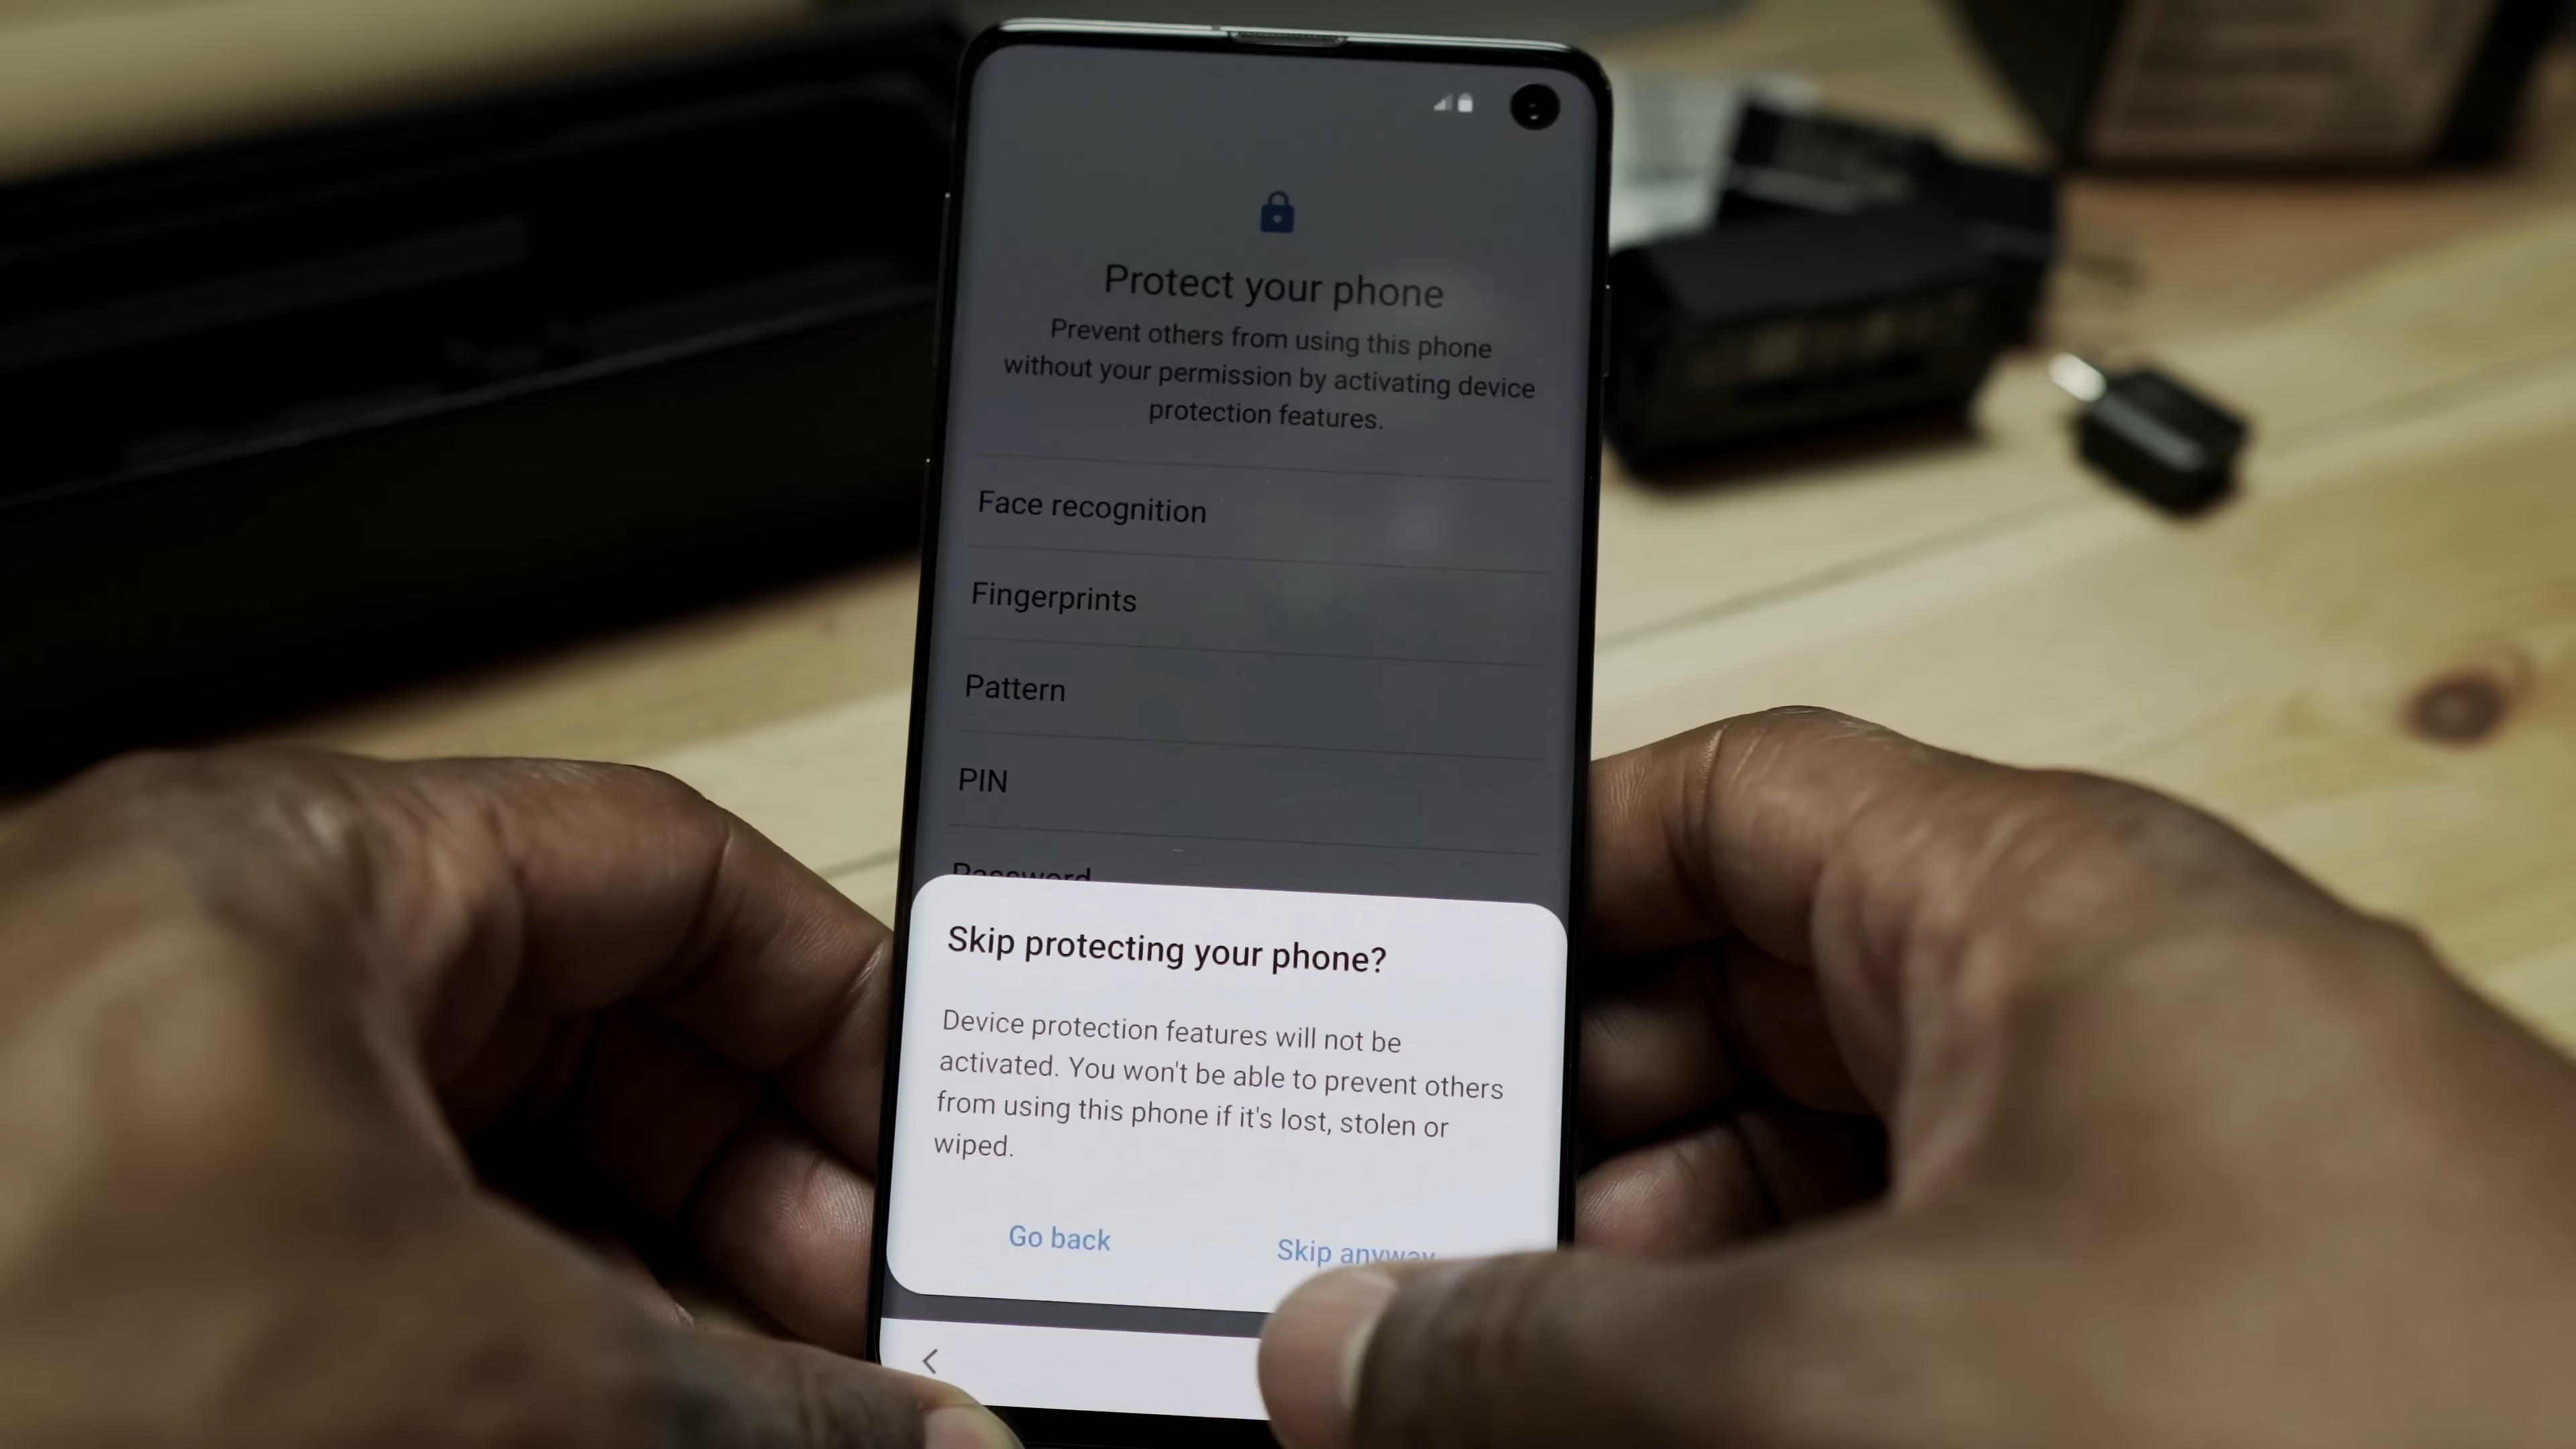 Protect your phone
Prevent others from using this phone
without your permission by activating device
protection features.
Face recognition
Fingerprints
Pattern
PIN
Password
Skip protecting your phone?
Device protection features will not be
activated. You won't be able to prevent others
from using this phone if it's lost, stolen or
wiped.
Go back
Skip anyway